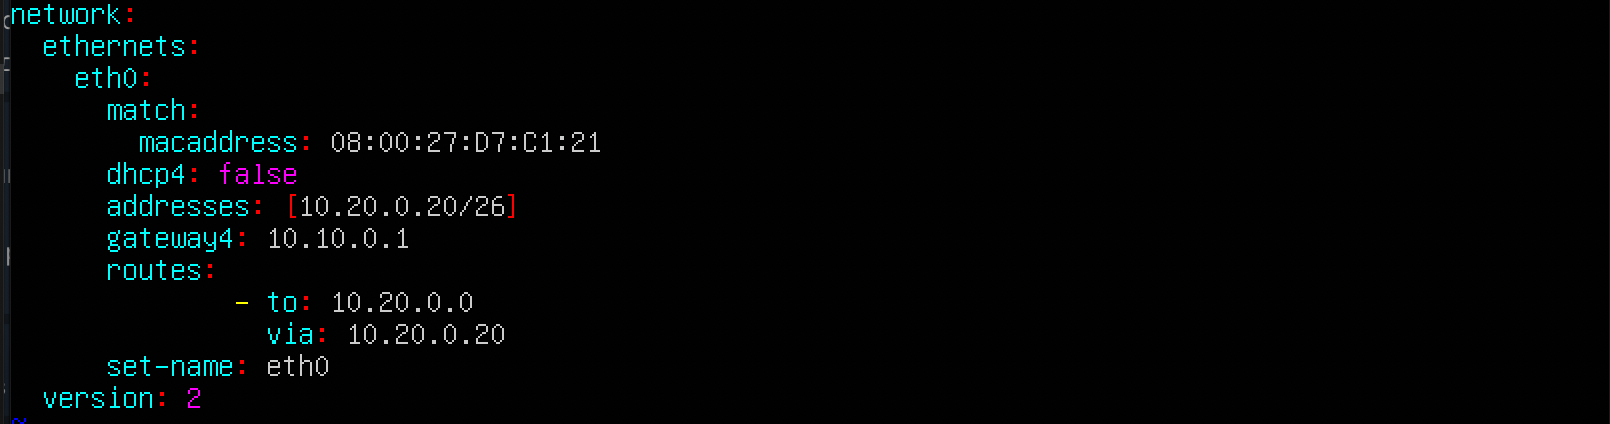 network:
  ethernets:
    eth0:
      match:
        macaddress: 08:00:27:D7:C1:21
      dhcp4: false
      addresses: [10.20.0.20/26]
      gateway4: 10.10.0.1
      routes:
              - to: 10.20.0.0
                via: 10.20.0.20
      set-name: eth0
  version: 2
~